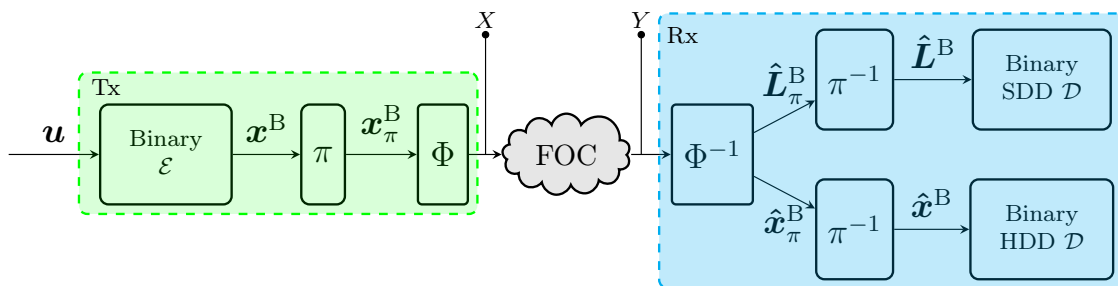 X
Y
Tx
Rx
u
Binary
ℰ
x^B
π
x_π^B
Φ
FOC
Φ^{-1}
L̂_π^B
π^{-1}
L̂^B
Binary
SDD 𝒟
x̂_π^B
π^{-1}
x̂^B
Binary
HDD 𝒟